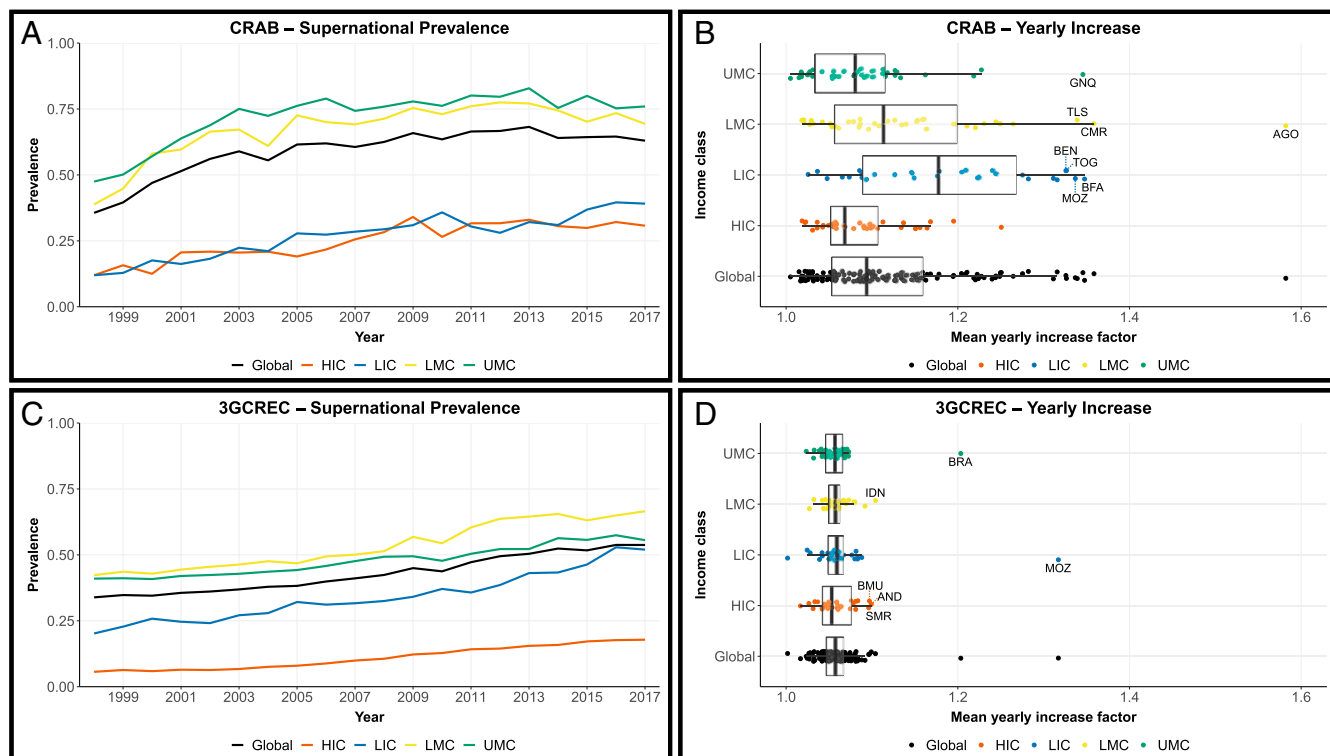 A
CRAB – Supernational Prevalence
1.00
0.75
0.50
0.25
0.00
Prevalence
1999 2001 2003 2005 2007 2009 2011 2013 2015 2017
Year
Global HIC LIC LMC UMC
B
CRAB – Yearly Increase
Income class
UMC
GNQ
TLS
LMC
CMR
AGO
BEN
TOG
LIC
BFA
MOZ
HIC
Global
1.0 1.2 1.4 1.6
Mean yearly increase factor
Global HIC LIC LMC UMC
C
3GCREC – Supernational Prevalence
1.00
0.75
0.50
0.25
0.00
Prevalence
1999 2001 2003 2005 2007 2009 2011 2013 2015 2017
Year
Global HIC LIC LMC UMC
D
3GCREC – Yearly Increase
Income class
UMC
BRA
IDN
LMC
LIC
MOZ
BMU
AND
HIC
SMR
Global
1.0 1.2 1.4 1.6
Mean yearly increase factor
Global HIC LIC LMC UMC